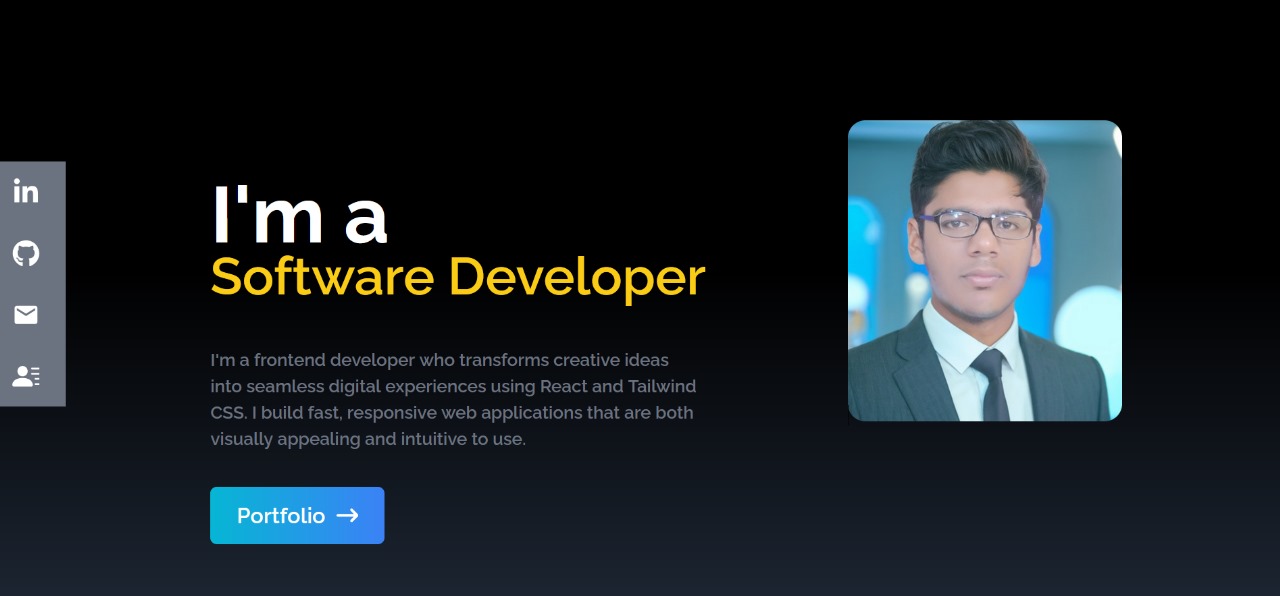 I'm a
Software Developer
I'm a frontend developer who transforms creative ideas
into seamless digital experiences using React and Tailwind
CSS. I build fast, responsive web applications that are both
visually appealing and intuitive to use.
Portfolio